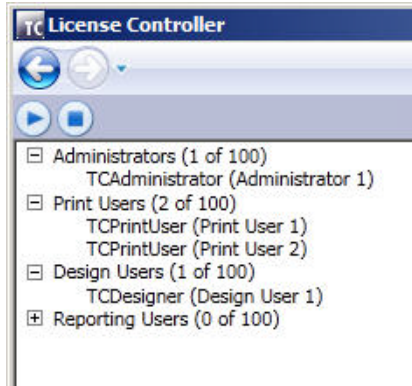 TC License Controller
Administrators (1 of 100)
TCAdministrator (Administrator 1)
Print Users (2 of 100)
TCPrintUser (Print User 1)
TCPrintUser (Print User 2)
Design Users (1 of 100)
TCDesigner (Design User 1)
Reporting Users (0 of 100)